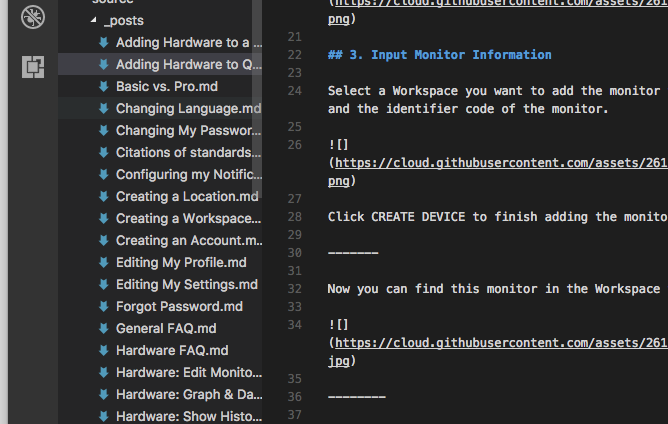 source
_posts
Adding Hardware to a ...
Adding Hardware to Q...
Basic vs. Pro.md
Changing Language.md
Changing My Passwor...
Citations of standards...
Configuring my Notific...
Creating a Location.md
Creating a Workspace...
Creating an Account.m...
Editing My Profile.md
Editing My Settings.md
Forgot Password.md
General FAQ.md
Hardware FAQ.md
Hardware: Edit Monito...
Hardware: Graph & Da...
Hardware: Show Histo...
(https://cloud.githubusercontent.com/assets/261
png)
21
22 ## 3. Input Monitor Information
23
24 Select a Workspace you want to add the monitor
and the identifier code of the monitor.
25
26 ![]
(https://cloud.githubusercontent.com/assets/261
png)
27
28 Click CREATE DEVICE to finish adding the monito
29
30 -------
31
32 Now you can find this monitor in the Workspace
33
34 ![]
(https://cloud.githubusercontent.com/assets/261
jpg)
35
36 --------
37